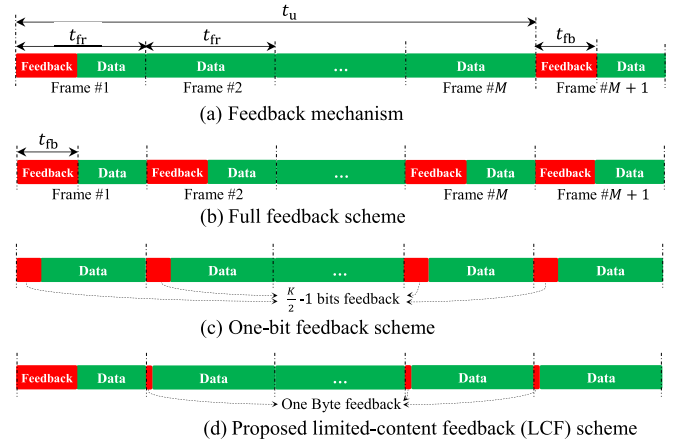 t_u
t_fr t_fr t_fb
Feedback Data Data ... Data Feedback Data
Frame #1 Frame #2 Frame #M Frame #M + 1
(a) Feedback mechanism
t_fb
Feedback Data Feedback Data ... Feedback Data Feedback Data
Frame #1 Frame #2 Frame #M Frame #M + 1
(b) Full feedback scheme
Data Data ... Data Data
K/2 -1 bits feedback
(c) One-bit feedback scheme
Feedback Data Data ... Data Data
One Byte feedback
(d) Proposed limited-content feedback (LCF) scheme